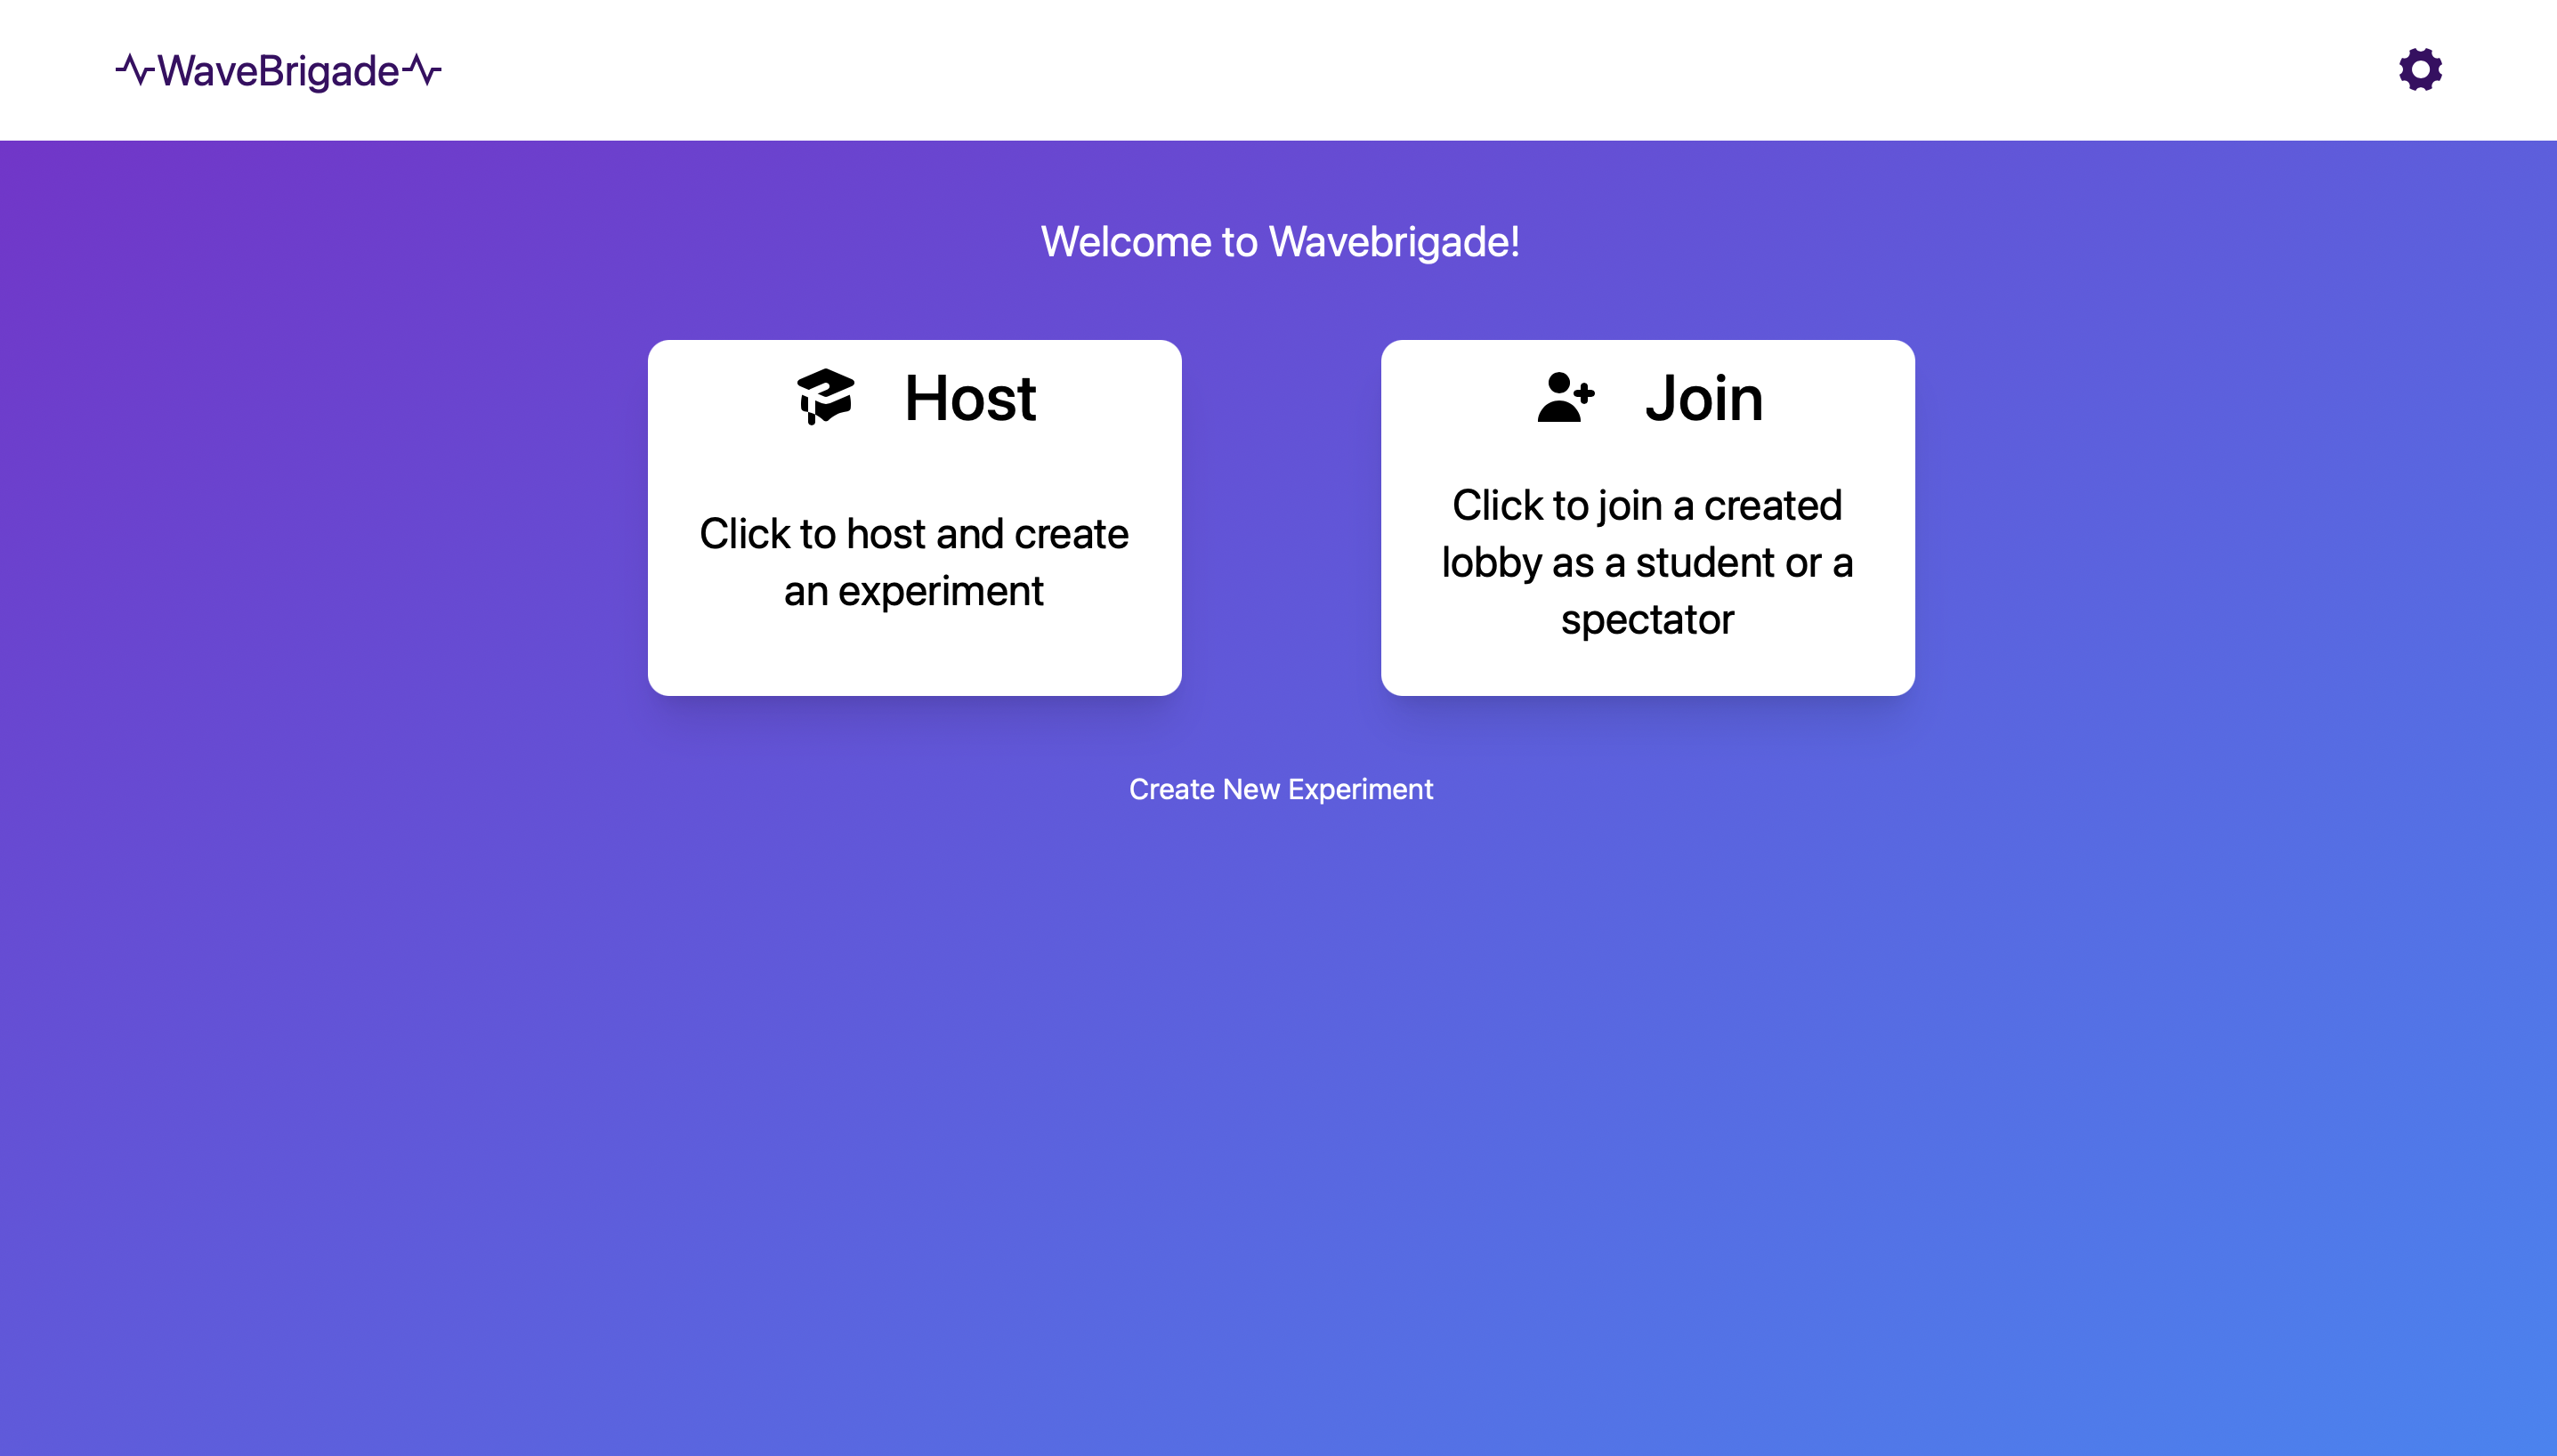 WaveBrigade
Welcome to Wavebrigade!
Host
Click to host and create
an experiment
Join
Click to join a created
lobby as a student or a
spectator
Create New Experiment